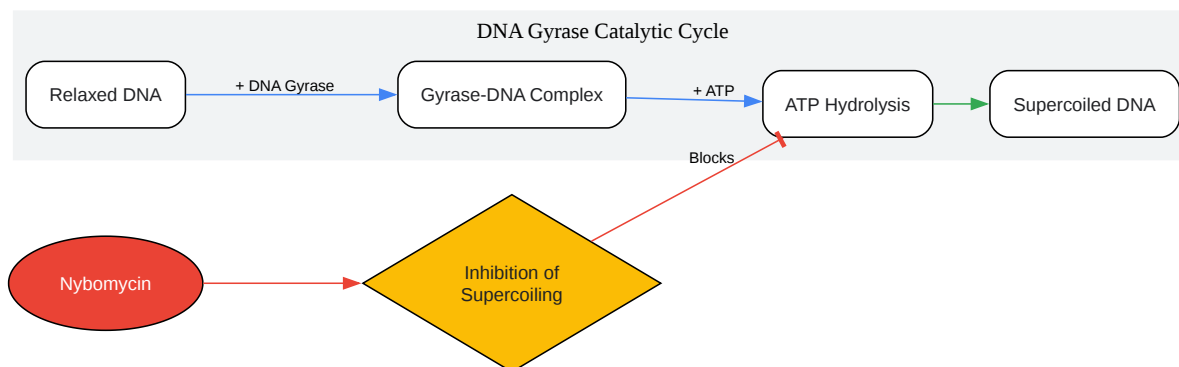 DNA Gyrase Catalytic Cycle
Relaxed DNA
+ DNA Gyrase
Gyrase-DNA Complex
+ ATP
ATP Hydrolysis
Supercoiled DNA
Blocks
Nybomycin
Inhibition of
Supercoiling